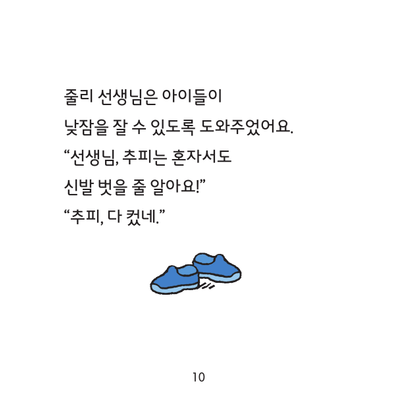 줄리 선생님은 아이들이
낮잠을 잘 수 있도록 도와주었어요.
“선생님, 추피는 혼자서도
신발 벗을 줄 알아요!”
“추피, 다 컸네.”
10